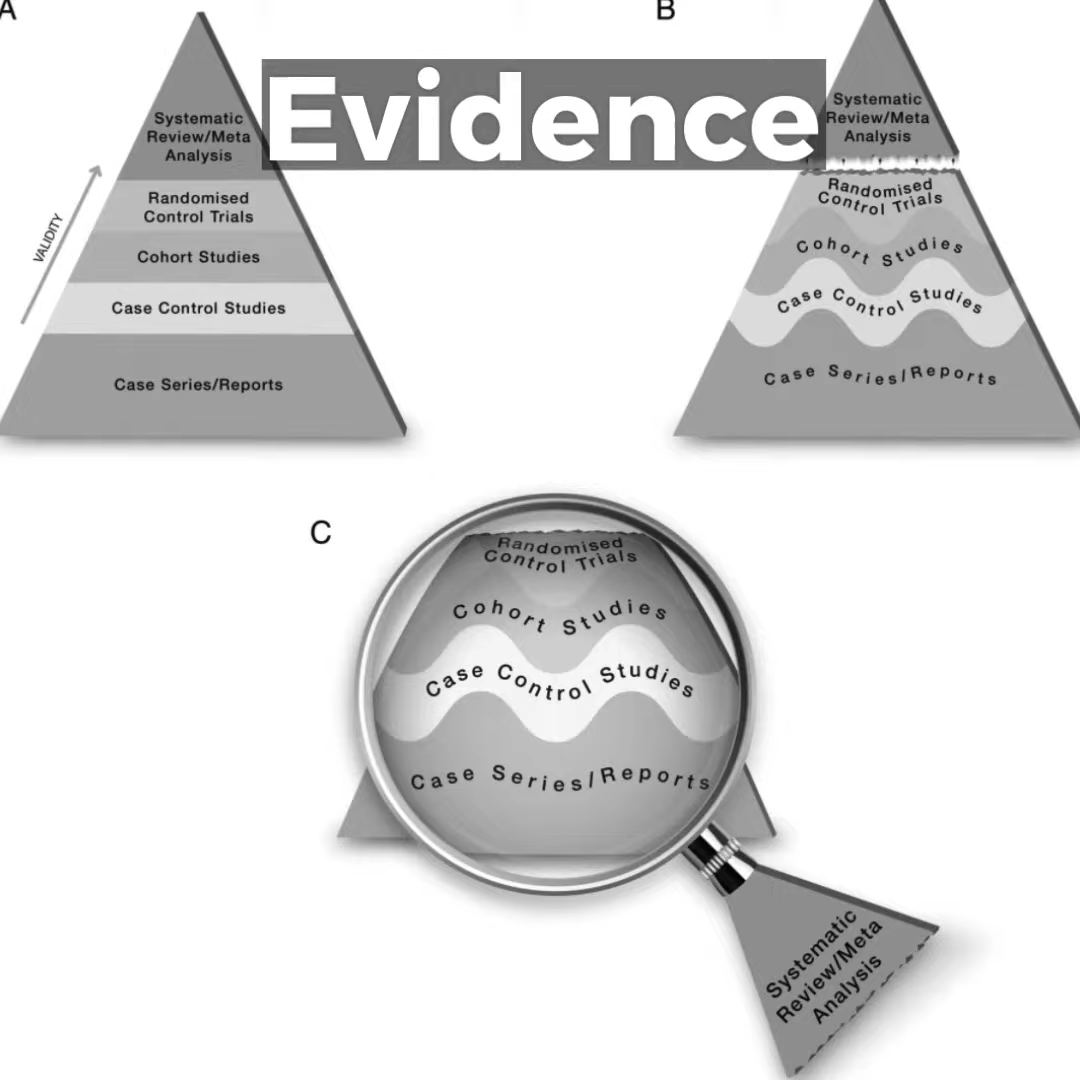 A
B
Evidence
Systematic
Review/Meta
Analysis
Randomised
Control Trials
Cohort Studies
Case Control Studies
Case Series/Reports
VALIDITY
Systematic
Review/Meta
Analysis
Randomised
Control Trials
Cohort Studies
Case Control Studies
Case Series/Reports
C
Randomised
Control Trials
Cohort Studies
Case Control Studies
Case Series/Reports
Systematic
Review/Meta
Analysis